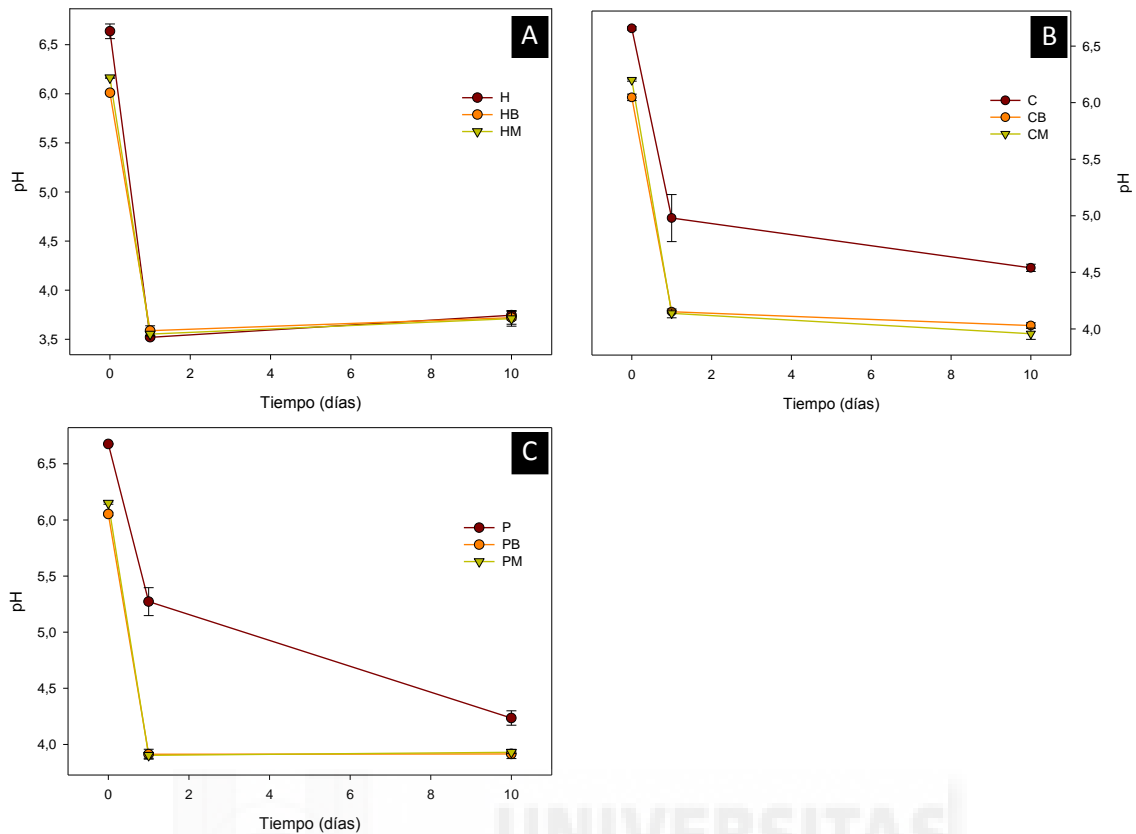 A
6,5
6,0
5,5
5,0
4,5
4,0
3,5
pH
H
HB
HM
0 2 4 6 8 10
Tiempo (días)
B
6,5
6,0
5,5
5,0
4,5
4,0
pH
C
CB
CM
0 2 4 6 8 10
Tiempo (días)
C
6,5
6,0
5,5
5,0
4,5
4,0
pH
P
PB
PM
0 2 4 6 8 10
Tiempo (días)
UNIVERSITAS